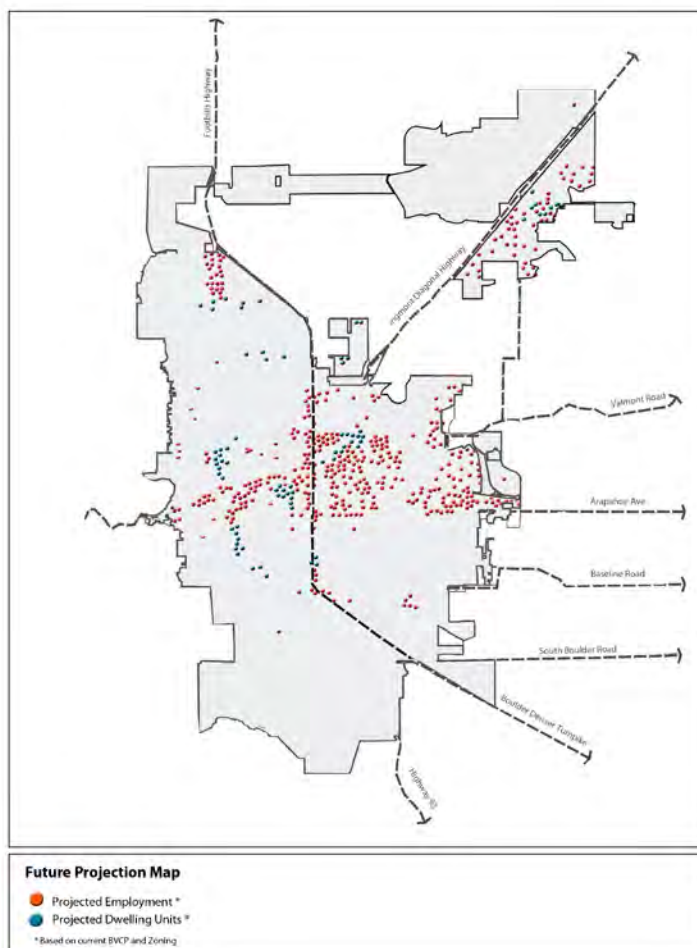 Foothills Highway
Longmont Diagonal Highway
Valmont Road
Arapahoe Ave
Baseline Road
South Boulder Road
Boulder Denver Turnpike
Highway 93
Future Projection Map
Projected Employment *
Projected Dwelling Units *
* Based on current BVCP and Zoning